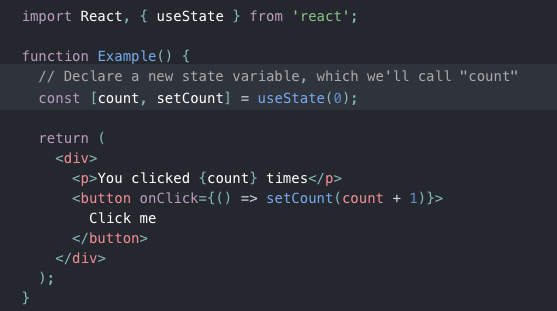 import React, { useState } from 'react';
function Example() {
// Declare a new state variable, which we'll call "count"
const [count, setCount] = useState(0);
return (
<div>
<p>You clicked {count} times</p>
<button onClick={() => setCount(count + 1)}>
Click me
</button>
</div>
);
}